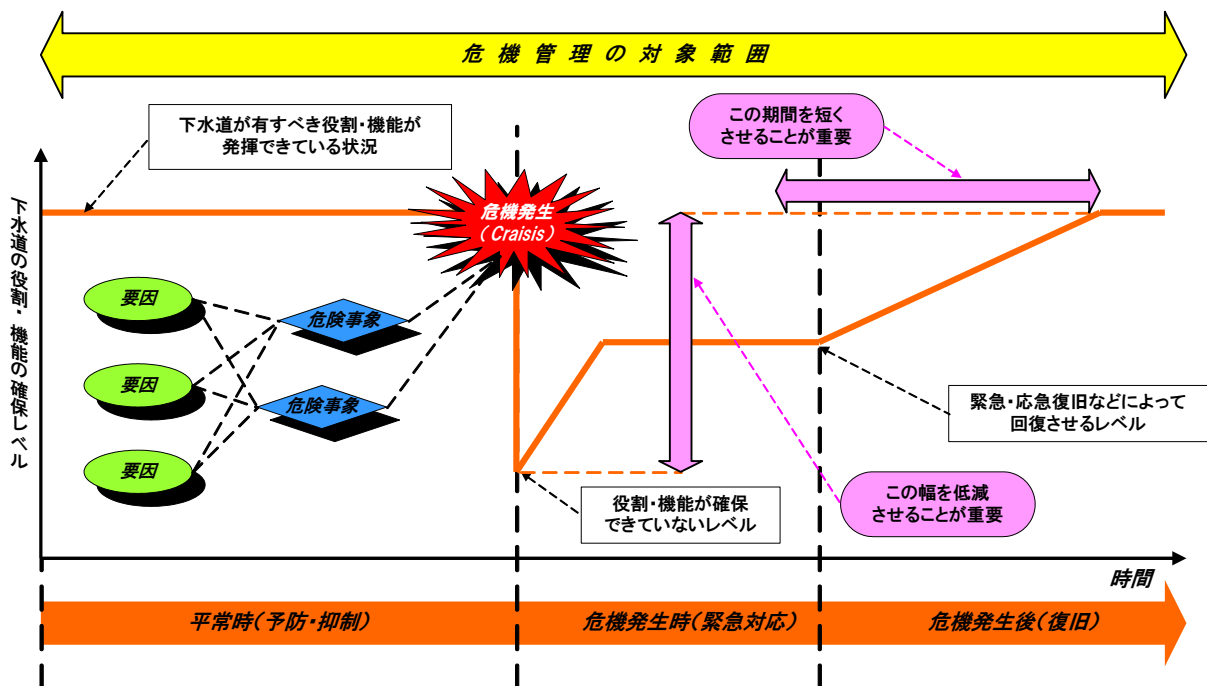 危機管理の対象範囲
下水道が有すべき役割・機能が
発揮できている状況
この期間を短く
させることが重要
下水道の役割・機能の確保レベル
危機発生
(Craisis)
要因
危険事象
要因
危険事象
要因
緊急・応急復旧などによって
回復させるレベル
役割・機能が確保
できていないレベル
この幅を低減
させることが重要
時間
平常時(予防・抑制)
危機発生時(緊急対応)
危機発生後(復旧)